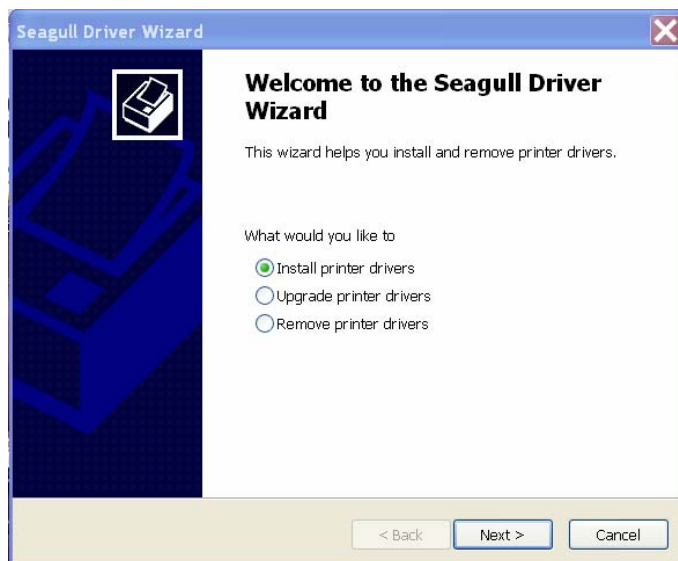 Seagull Driver Wizard
Welcome to the Seagull Driver
Wizard
This wizard helps you install and remove printer drivers.
What would you like to
Install printer drivers
Upgrade printer drivers
Remove printer drivers
< Back
Next >
Cancel